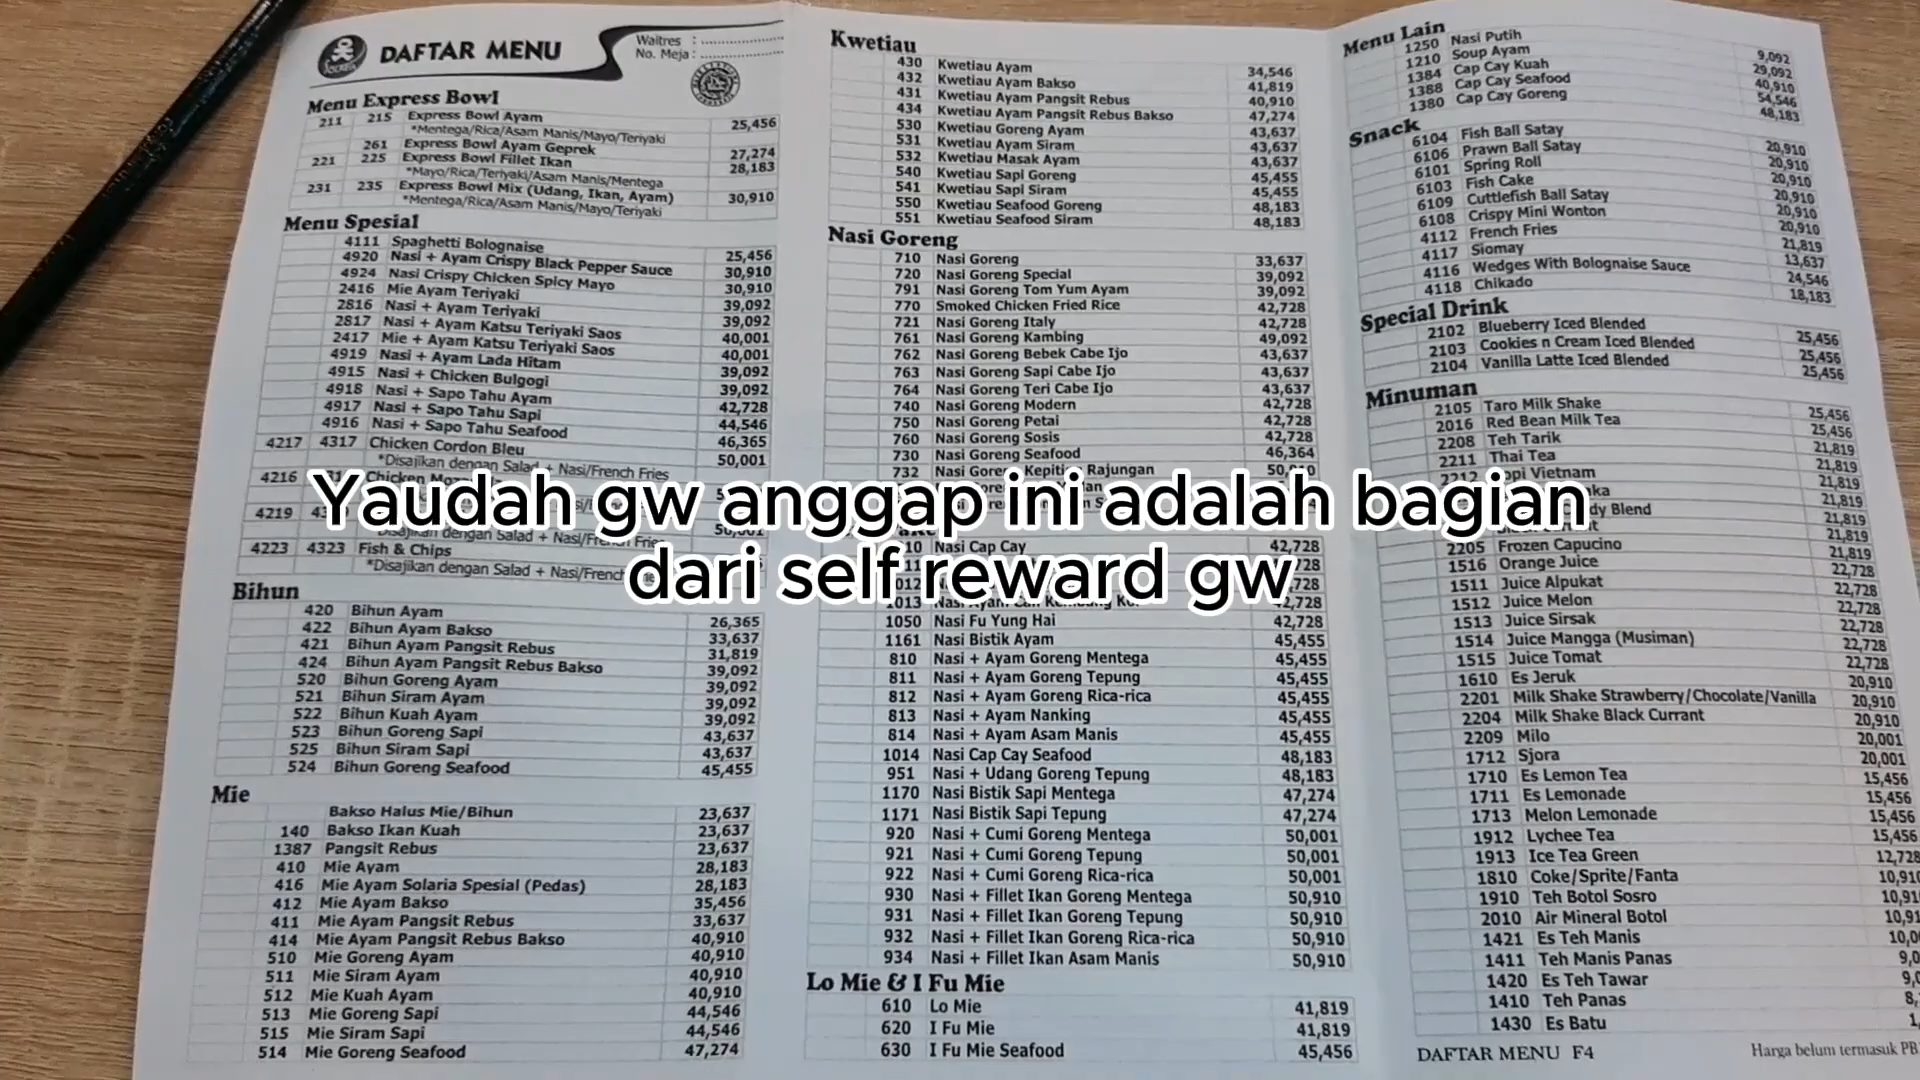 DAFTAR MENU
Waitres :
No. Meja :
Menu Express Bowl
211 215 Express Bowl Ayam 25,456
*Mentega/Rica/Asam Manis/Mayo/Teriyaki
261 Express Bowl Ayam Geprek 27,274
221 225 Express Bowl Fillet Ikan 28,183
*Mayo/Rica/Teriyaki/Asam Manis/Mentega
231 235 Express Bowl Mix (Udang, Ikan, Ayam) 30,910
*Mentega/Rica/Asam Manis/Mayo/Teriyaki
Menu Spesial
4111 Spaghetti Bolognaise 25,456
4920 Nasi + Ayam Crispy Black Pepper Sauce 30,910
4924 Nasi Crispy Chicken Spicy Mayo 30,910
2416 Mie Ayam Teriyaki 39,092
2816 Nasi + Ayam Teriyaki 39,092
2817 Nasi + Ayam Katsu Teriyaki Saos 40,001
2417 Mie + Ayam Katsu Teriyaki Saos 40,001
4919 Nasi + Ayam Lada Hitam 39,092
4915 Nasi + Chicken Bulgogi 39,092
4918 Nasi + Sapo Tahu Ayam 42,728
4917 Nasi + Sapo Tahu Sapi 44,546
4916 Nasi + Sapo Tahu Seafood 46,365
4217 4317 Chicken Cordon Bleu 50,001
*Disajikan dengan Salad + Nasi/French Fries
4216 Chicken
4219
dengan Salad + Nasi/French Fries
4223 4323 Fish & Chips
*Disajikan dengan Salad + Nasi/French
Bihun
420 Bihun Ayam 26,365
422 Bihun Ayam Bakso 33,637
421 Bihun Ayam Pangsit Rebus 31,819
424 Bihun Ayam Pangsit Rebus Bakso 39,092
520 Bihun Goreng Ayam 39,092
521 Bihun Siram Ayam 39,092
522 Bihun Kuah Ayam 39,092
523 Bihun Goreng Sapi 43,637
525 Bihun Siram Sapi 43,637
524 Bihun Goreng Seafood 45,455
Mie
Bakso Halus Mie/Bihun 23,637
140 Bakso Ikan Kuah 23,637
1387 Pangsit Rebus 23,637
410 Mie Ayam 28,183
416 Mie Ayam Solaria Spesial (Pedas) 28,183
412 Mie Ayam Bakso 35,456
411 Mie Ayam Pangsit Rebus 33,637
414 Mie Ayam Pangsit Rebus Bakso 40,910
510 Mie Goreng Ayam 40,910
511 Mie Siram Ayam 40,910
512 Mie Kuah Ayam 40,910
513 Mie Goreng Sapi 44,546
515 Mie Siram Sapi 44,546
514 Mie Goreng Seafood 47,274
Kwetiau
430 Kwetiau Ayam 34,546
432 Kwetiau Ayam Bakso 41,819
431 Kwetiau Ayam Pangsit Rebus 40,910
434 Kwetiau Ayam Pangsit Rebus Bakso 47,274
530 Kwetiau Goreng Ayam 43,637
531 Kwetiau Ayam Siram 43,637
532 Kwetiau Masak Ayam 43,637
540 Kwetiau Sapi Goreng 45,455
541 Kwetiau Sapi Siram 45,455
550 Kwetiau Seafood Goreng 48,183
551 Kwetiau Seafood Siram 48,183
Nasi Goreng
710 Nasi Goreng 33,637
720 Nasi Goreng Special 39,092
791 Nasi Goreng Tom Yum Ayam 39,092
770 Smoked Chicken Fried Rice 42,728
721 Nasi Goreng Italy 42,728
761 Nasi Goreng Kambing 49,092
762 Nasi Goreng Bebek Cabe Ijo 43,637
763 Nasi Goreng Sapi Cabe Ijo 43,637
764 Nasi Goreng Teri Cabe Ijo 43,637
740 Nasi Goreng Modern 42,728
750 Nasi Goreng Petai 42,728
760 Nasi Goreng Sosis 42,728
730 Nasi Goreng Seafood 46,364
732 Nasi Goreng Kepiting Rajungan
Yaudah gw anggap ini adalah bagian
dari self reward gw
Nasi Cap Cay 42,728
1013 Nasi Ayam 42,728
1050 Nasi Fu Yung Hai 42,728
1161 Nasi Bistik Ayam 45,455
810 Nasi + Ayam Goreng Mentega 45,455
811 Nasi + Ayam Goreng Tepung 45,455
812 Nasi + Ayam Goreng Rica-rica 45,455
813 Nasi + Ayam Nanking 45,455
814 Nasi + Ayam Asam Manis 45,455
1014 Nasi Cap Cay Seafood 48,183
951 Nasi + Udang Goreng Tepung 48,183
1170 Nasi Bistik Sapi Mentega 47,274
1171 Nasi Bistik Sapi Tepung 47,274
920 Nasi + Cumi Goreng Mentega 50,001
921 Nasi + Cumi Goreng Tepung 50,001
922 Nasi + Cumi Goreng Rica-rica 50,001
930 Nasi + Fillet Ikan Goreng Mentega 50,910
931 Nasi + Fillet Ikan Goreng Tepung 50,910
932 Nasi + Fillet Ikan Goreng Rica-rica 50,910
934 Nasi + Fillet Ikan Asam Manis 50,910
Lo Mie & I Fu Mie
610 Lo Mie 41,819
620 I Fu Mie 41,819
630 I Fu Mie Seafood 45,456
Menu Lain
1250 Nasi Putih 9,092
1210 Soup Ayam 29,092
1384 Cap Cay Kuah 40,910
1388 Cap Cay Seafood 54,546
1380 Cap Cay Goreng 48,183
Snack
6104 Fish Ball Satay 20,910
6106 Prawn Ball Satay 20,910
6101 Spring Roll 20,910
6103 Fish Cake 20,910
6109 Cuttlefish Ball Satay 20,910
6108 Crispy Mini Wonton 20,910
4112 French Fries 21,819
4117 Siomay 13,637
4116 Wedges With Bolognaise Sauce 24,546
4118 Chikado 18,183
Special Drink
2102 Blueberry Iced Blended 25,456
2103 Cookies n Cream Iced Blended 25,456
2104 Vanilla Latte Iced Blended 25,456
Minuman
2105 Taro Milk Shake 25,456
2016 Red Bean Milk Tea 25,456
2208 Teh Tarik 21,819
2211 Thai Tea 21,819
Vietnam 21,819
21,819
Blend 21,819
21,819
2205 Frozen Capucino 21,819
1516 Orange Juice 22,728
1511 Juice Alpukat 22,728
1512 Juice Melon 22,728
1513 Juice Sirsak 22,728
1514 Juice Mangga (Musiman) 22,728
1515 Juice Tomat 22,728
1610 Es Jeruk 20,910
2201 Milk Shake Strawberry/Chocolate/Vanilla 20,910
2204 Milk Shake Black Currant 20,910
2209 Milo 20,001
1712 Sjora 20,001
1710 Es Lemon Tea 15,456
1711 Es Lemonade 15,456
1713 Melon Lemonade 15,456
1912 Lychee Tea 15,456
1913 Ice Tea Green 12,728
1810 Coke/Sprite/Fanta 10,910
1910 Teh Botol Sosro
2010 Air Mineral Botol
1421 Es Teh Manis
1411 Teh Manis Panas
1420 Es Teh Tawar
1410 Teh Panas
1430 Es Batu
DAFTAR MENU F4
Harga belum termasuk